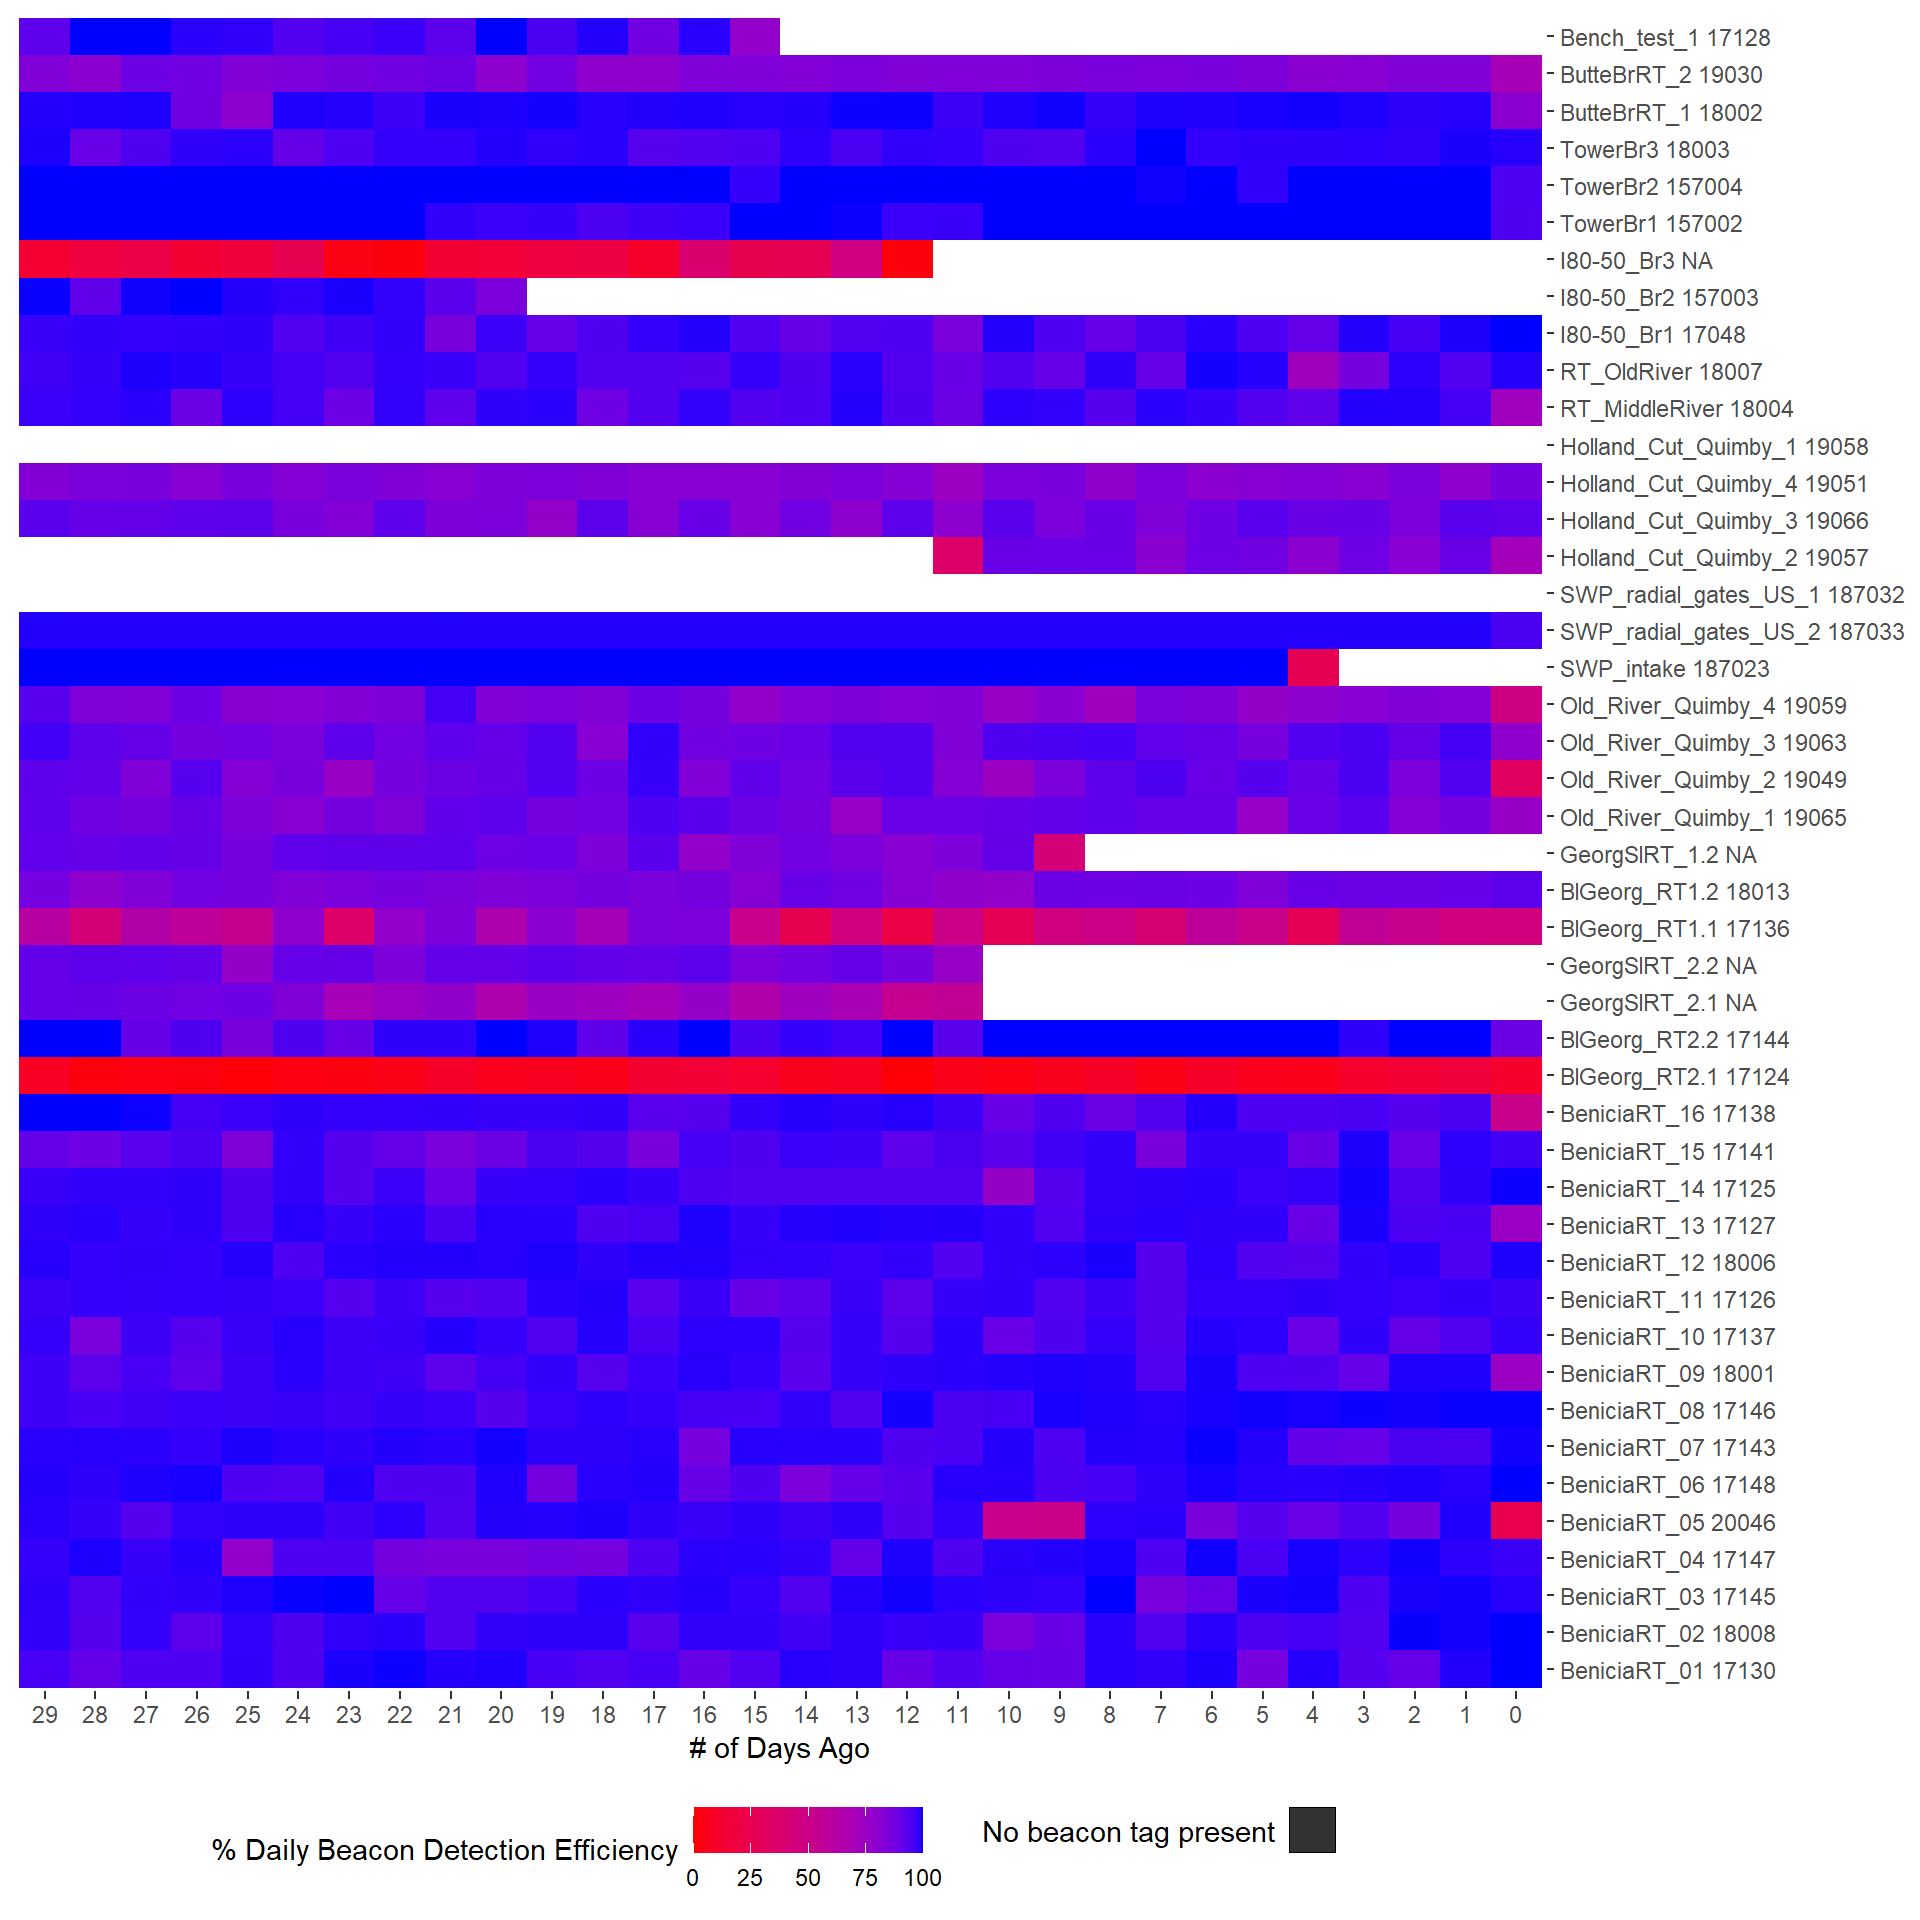 Bench_test_1 17128
ButteBrRT_2 19030
ButteBrRT_1 18002
TowerBr3 18003
TowerBr2 157004
TowerBr1 157002
I80-50_Br3 NA
I80-50_Br2 157003
I80-50_Br1 17048
RT_OldRiver 18007
RT_MiddleRiver 18004
Holland_Cut_Quimby_1 19058
Holland_Cut_Quimby_4 19051
Holland_Cut_Quimby_3 19066
Holland_Cut_Quimby_2 19057
SWP_radial_gates_US_1 187032
SWP_radial_gates_US_2 187033
SWP_intake 187023
Old_River_Quimby_4 19059
Old_River_Quimby_3 19063
Old_River_Quimby_2 19049
Old_River_Quimby_1 19065
GeorgSlRT_1.2 NA
BlGeorg_RT1.2 18013
BlGeorg_RT1.1 17136
GeorgSlRT_2.2 NA
GeorgSlRT_2.1 NA
BlGeorg_RT2.2 17144
BlGeorg_RT2.1 17124
BeniciaRT_16 17138
BeniciaRT_15 17141
BeniciaRT_14 17125
BeniciaRT_13 17127
BeniciaRT_12 18006
BeniciaRT_11 17126
BeniciaRT_10 17137
BeniciaRT_09 18001
BeniciaRT_08 17146
BeniciaRT_07 17143
BeniciaRT_06 17148
BeniciaRT_05 20046
BeniciaRT_04 17147
BeniciaRT_03 17145
BeniciaRT_02 18008
BeniciaRT_01 17130
29 28 27 26 25 24 23 22 21 20 19 18 17 16 15 14 13 12 11 10 9 8 7 6 5 4 3 2 1 0
# of Days Ago
% Daily Beacon Detection Efficiency
0 25 50 75 100
No beacon tag present